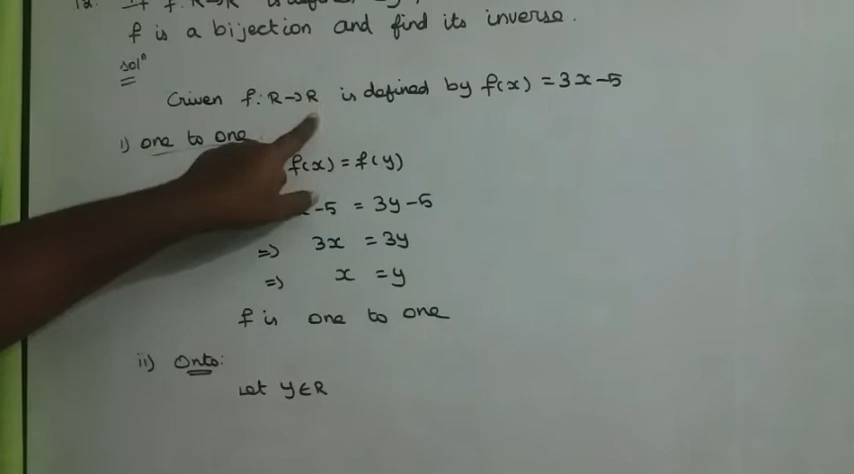 f is a bijection and find its inverse.
Soln
Given f: R→R is defined by f(x) = 3x-5
i) one to one
f(x) = f(y)
-5 = 3y-5
=> 3x = 3y
=> x = y
f is one to one
ii) Onto:
Let y∈R